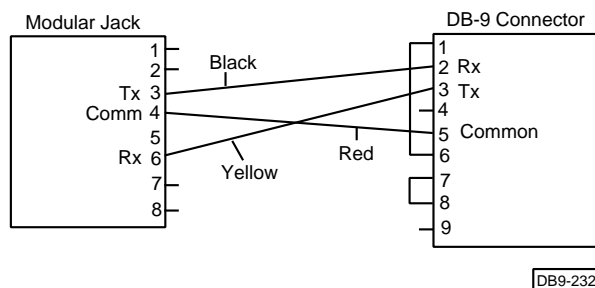 Modular Jack
1
2
Tx 3
Comm 4
5
Rx 6
7
8
Black
Red
Yellow
DB-9 Connector
1
2 Rx
3 Tx
4
5 Common
6
7
8
9
DB9-232